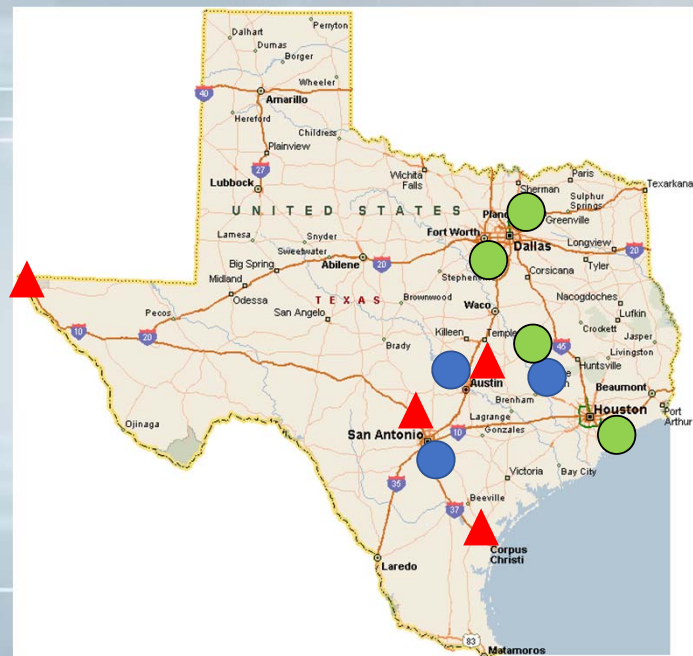 Perryton
Dalhart
Dumas
Borger
Wheeler
40
Amarillo
Hereford
Childress
Plainview
27
Lubbock
Wichita
Falls
Sherman
Paris
Sulphur
Springs
Texarkana
UNITED STATES
Greenville
Fort Worth
Dallas
Longview
20
Tyler
Lamesa
Snyder
Sweetwater
Abilene
20
Big Spring
Midland
Odessa
Corsicana
TEXAS
Brownwood
San Angelo
Waco
Nacogdoches
Lufkin
Crockett
Jasper
Pecos
10
20
Killeen
Temple
45
Livingston
Brady
Huntsville
Austin
Brenham
Beaumont
Houston
Port
Arthur
Lagrange
Gonzales
San Antonio
10
Ojinaga
Victoria
Bay City
35
Beeville
37
Corpus
Christi
Laredo
83
Matamoros